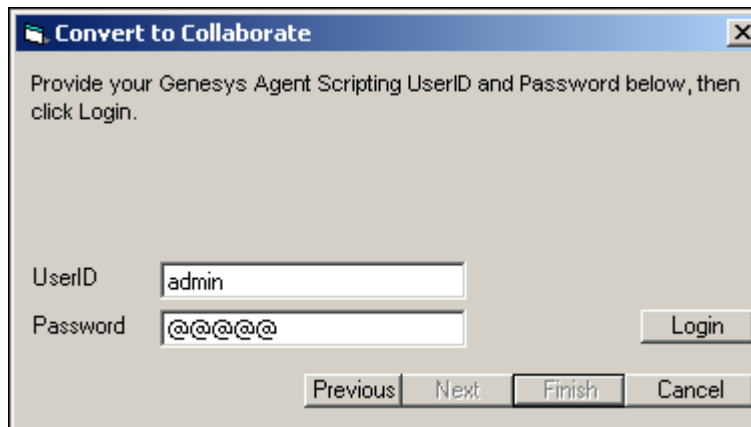 Convert to Collaborate
Provide your Genesys Agent Scripting UserID and Password below, then
click Login.
UserID
admin
Password
@@@@@
Login
Previous
Next
Finish
Cancel